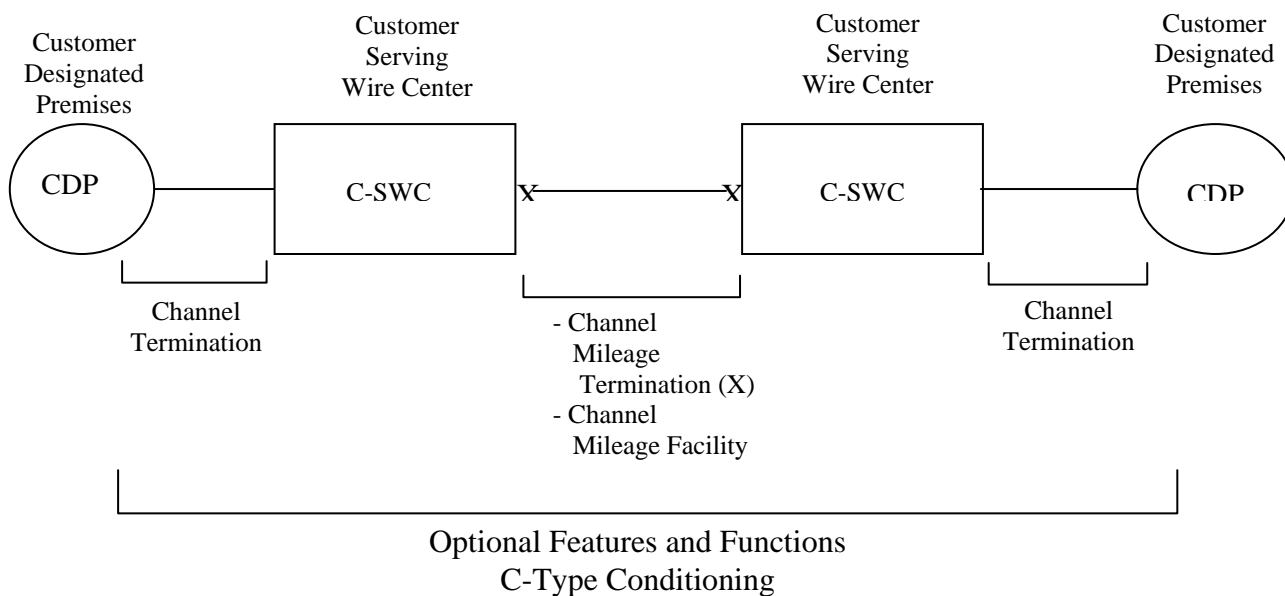 Customer
Designated
Premises
Customer
Serving
Wire Center
Customer
Serving
Wire Center
Customer
Designated
Premises
CDP
C-SWC
X
X
C-SWC
CDP
Channel
Termination
- Channel
Mileage
Termination (X)
- Channel
Mileage Facility
Channel
Termination
Optional Features and Functions
C-Type Conditioning